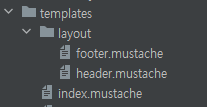 templates
layout
footer.mustache
header.mustache
index.mustache